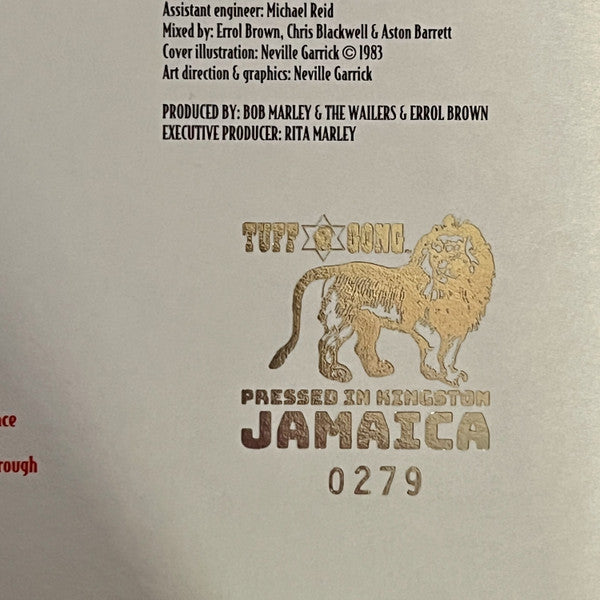 Assistant engineer: Michael Reid
Mixed by: Errol Brown, Chris Blackwell & Aston Barrett
Cover illustration: Neville Garrick © 1983
Art direction & graphics: Neville Garrick
PRODUCED BY: BOB MARLEY & THE WAILERS & ERROL BROWN
EXECUTIVE PRODUCER: RITA MARLEY
TUFF GONG
PRESSED IN KINGSTON
JAMAICA
0279
rough